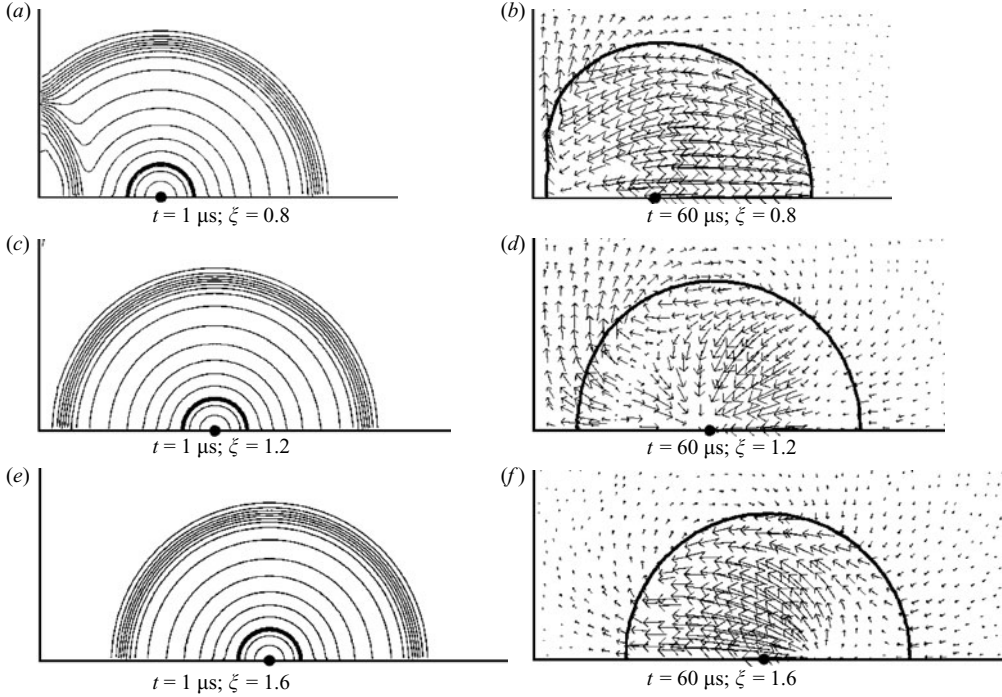 (a)
(b)
t = 1 μs; ξ = 0.8
t = 60 μs; ξ = 0.8
(c)
(d)
t = 1 μs; ξ = 1.2
t = 60 μs; ξ = 1.2
(e)
(f)
t = 1 μs; ξ = 1.6
t = 60 μs; ξ = 1.6